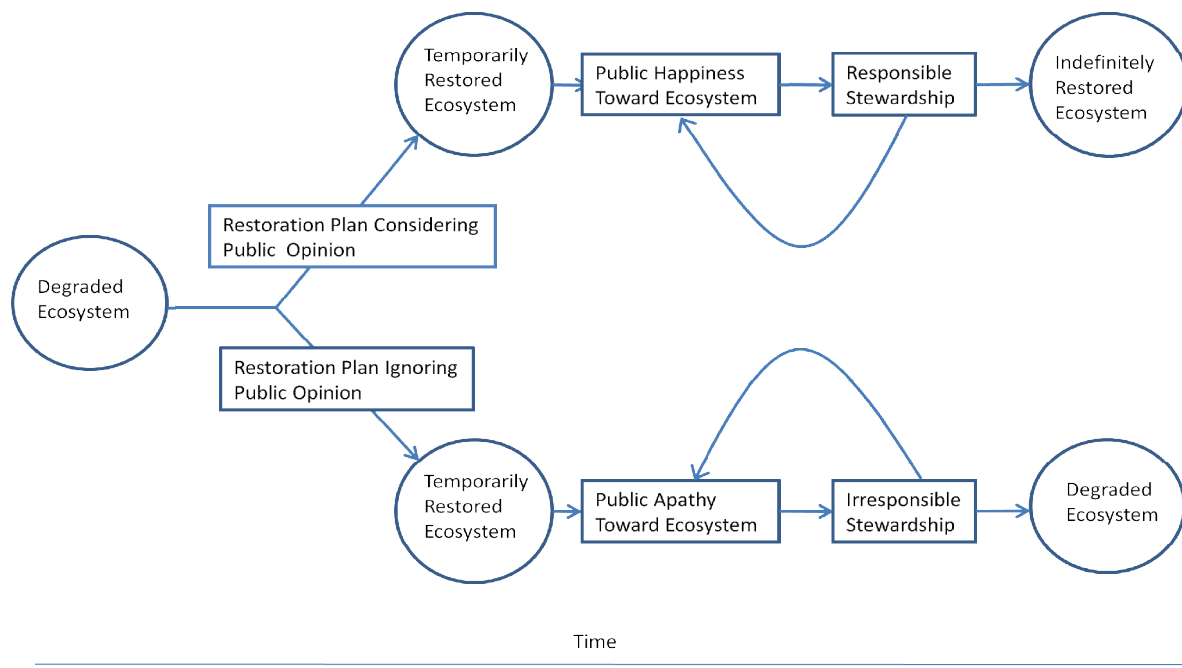 Temporarily
Restored
Ecosystem
Public Happiness
Toward Ecosystem
Responsible
Stewardship
Indefinitely
Restored
Ecosystem
Restoration Plan Considering
Public Opinion
Degraded
Ecosystem
Restoration Plan Ignoring
Public Opinion
Temporarily
Restored
Ecosystem
Public Apathy
Toward Ecosystem
Irresponsible
Stewardship
Degraded
Ecosystem
Time